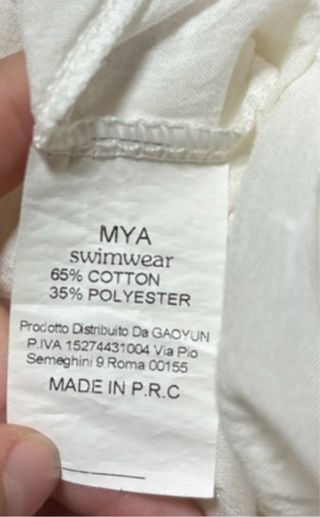 MYA
swimwear
65% COTTON
35% POLYESTER
Prodotto Distribuito Da GAOYUN
P.IVA 15274431004 Via Pio
Semeghini 9.Roma 00155
MADE IN P.R.C